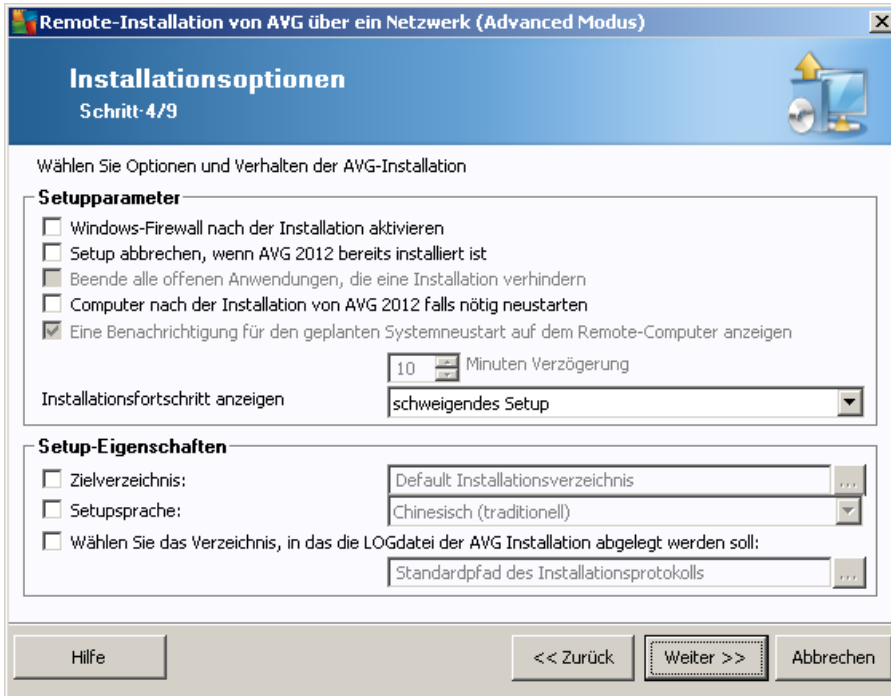 Remote-Installation von AVG über ein Netzwerk (Advanced Modus)
Installationsoptionen
Schritt-4/9
Wählen Sie Optionen und Verhalten der AVG-Installation
Setupparameter
Windows-Firewall nach der Installation aktivieren
Setup abbrechen, wenn AVG 2012 bereits installiert ist
Beende alle offenen Anwendungen, die eine Installation verhindern
Computer nach der Installation von AVG 2012 falls nötig neustarten
Eine Benachrichtigung für den geplanten Systemneustart auf dem Remote-Computer anzeigen
10 Minuten Verzögerung
Installationsfortschritt anzeigen schweigendes Setup
Setup-Eigenschaften
Zielverzeichnis: Default Installationsverzeichnis ...
Setupsprache: Chinesisch (traditionell)
Wählen Sie das Verzeichnis, in das die LOGdatei der AVG Installation abgelegt werden soll:
Standardpfad des Installationsprotokolls ...
Hilfe << Zurück Weiter >> Abbrechen